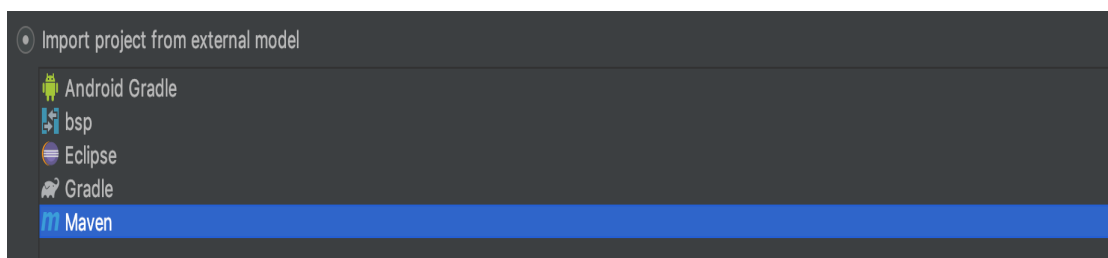 Import project from external model
Android Gradle
bsp
Eclipse
Gradle
Maven